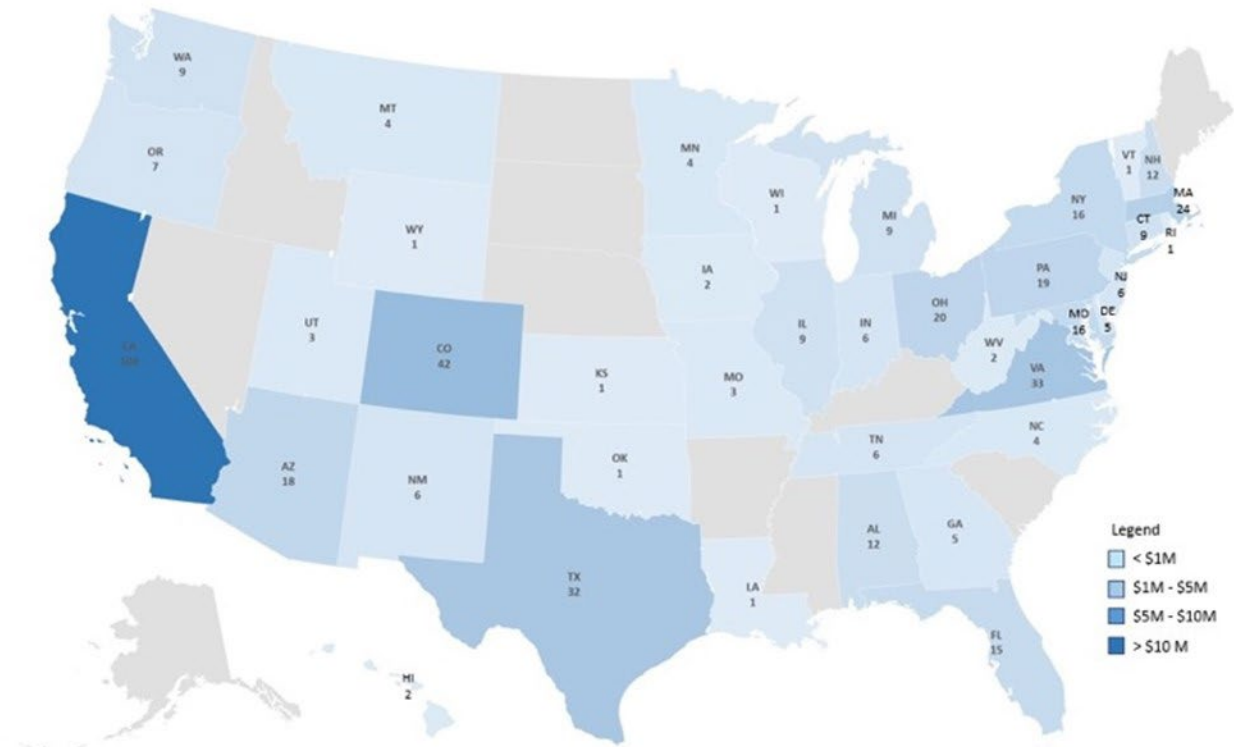 WA
9
MT
4
OR
7
MN
4
WI
1
MI
9
VT
1
NH
12
MA
24
NY
16
CT
9
RI
1
WY
1
IA
2
PA
19
NJ
6
OH
20
MD
16
DE
5
UT
3
CO
42
IL
9
IN
6
WV
2
VA
33
CA
KS
1
MO
3
NC
4
TN
6
AZ
18
NM
6
OK
1
AL
12
GA
5
TX
32
LA
1
FL
15
HI
2
Legend
< $1M
$1M - $5M
$5M - $10M
> $10 M